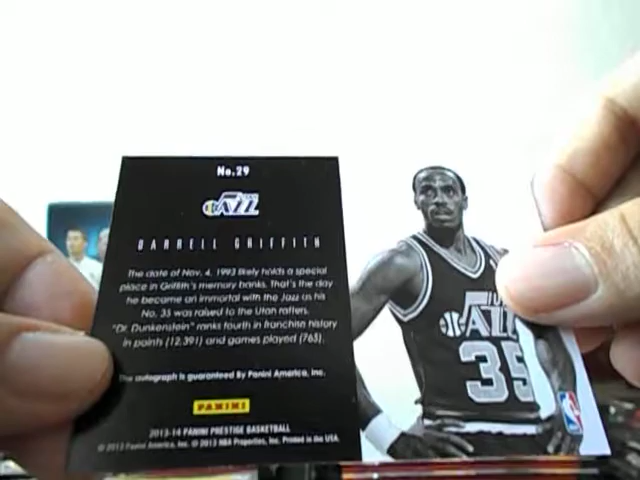 No.29
JAZZ
DARRELL GRIFFITH
The date of Nov. 4, 1993 likely holds a special
place in Griffith's memory banks. That's the day
he became an immortal with the Jazz as his
No. 35 was raised to the Utah rafters.
"Dr. Dunkenstein" ranks fourth in franchise history
in points (12,391) and games played (765).
The autograph is guaranteed By Panini America, Inc.
PANINI
2013-14 PANINI PRESTIGE BASKETBALL
© 2013 Panini America, Inc. © 2013 NBA Properties, Inc. Printed in the USA.
JAZZ
35